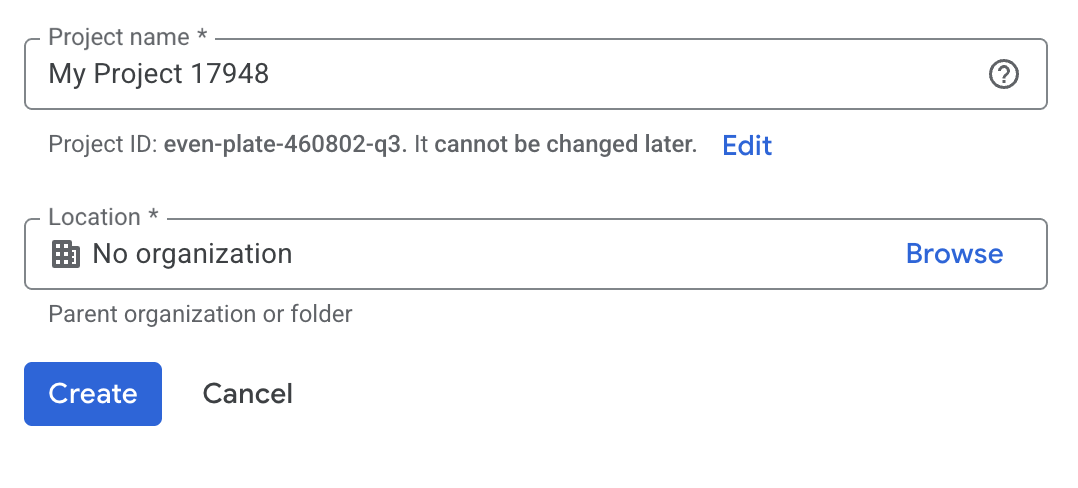 Project name *
My Project 17948
Project ID: even-plate-460802-q3. It cannot be changed later. Edit
Location *
No organization Browse
Parent organization or folder
Create Cancel